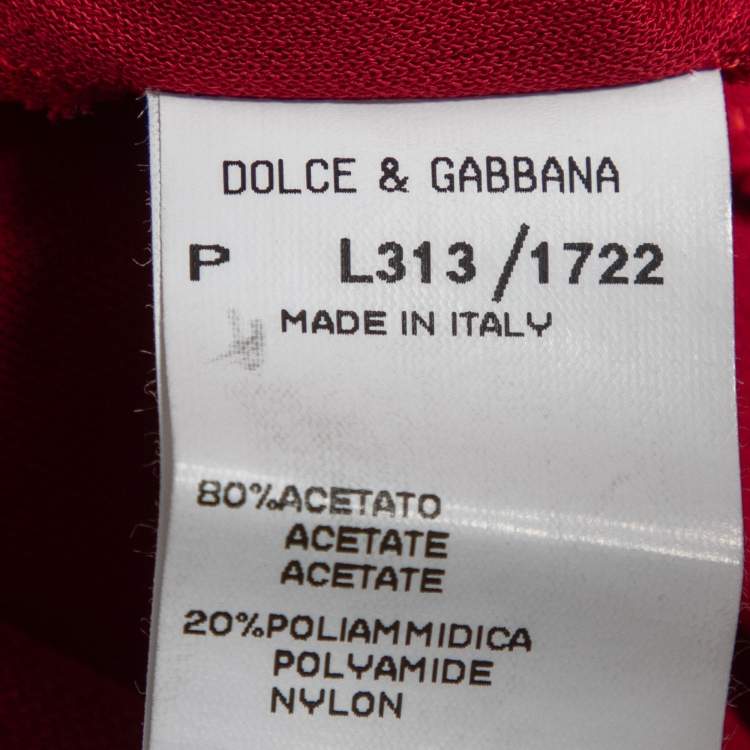 DOLCE & GABBANA
P L313/1722
MADE IN ITALY
80%ACETATO
ACETATE
ACETATE
20%POLIAMMIDICA
POLYAMIDE
NYLON